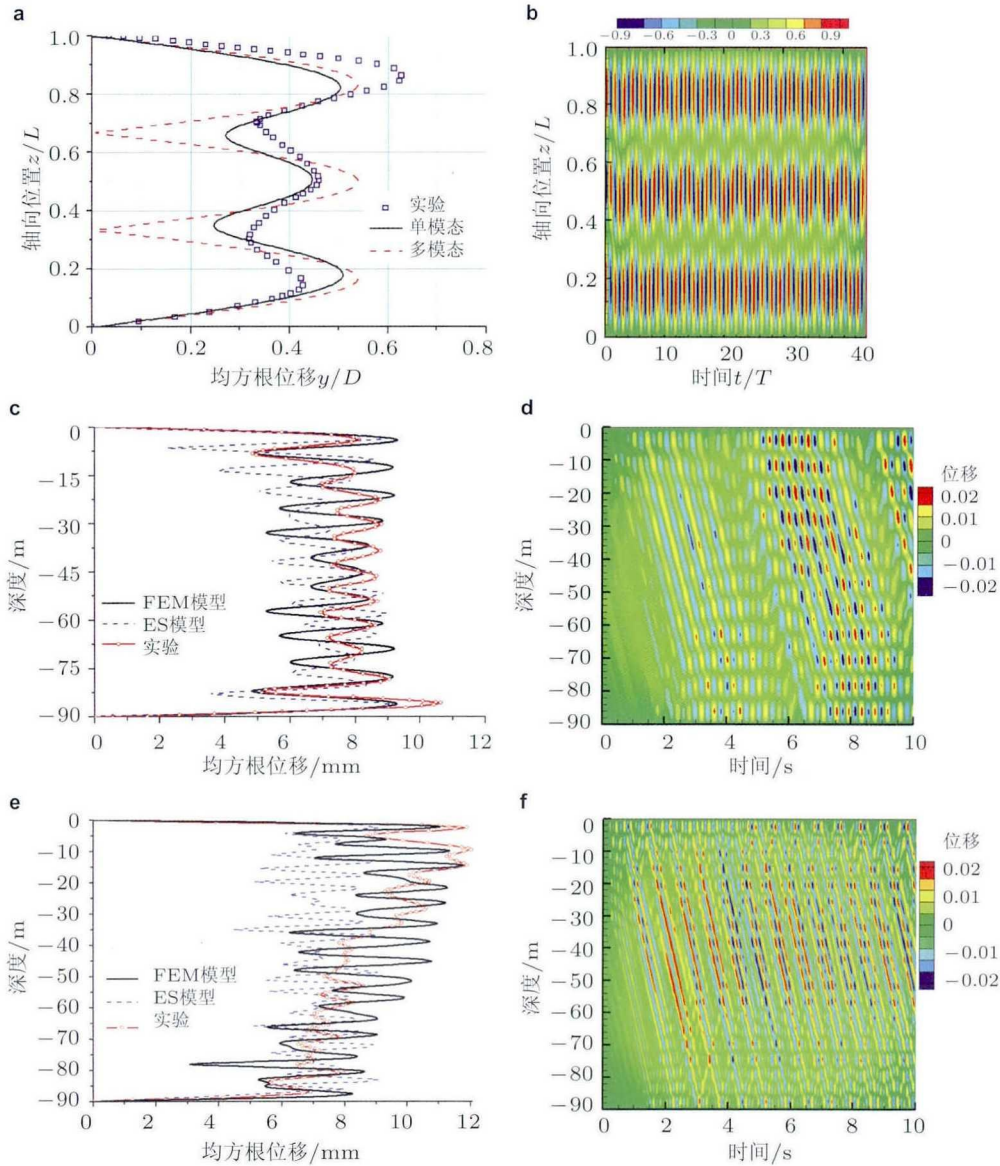 a
1.0
0.8
0.6
0.4
0.2
0
轴向位置z/L
实验
单模态
多模态
0 0.2 0.4 0.6 0.8
均方根位移y/D
b
−0.9 −0.6 −0.3 0 0.3 0.6 0.9
1.0
0.8
0.6
0.4
0.2
0
轴向位置z/L
0 10 20 30 40
时间t/T
c
0
−15
−30
−45
−60
−75
−90
深度/m
FEM模型
ES模型
实验
0 2 4 6 8 10 12
均方根位移/mm
d
0
−10
−20
−30
−40
−50
−60
−70
−80
−90
深度/m
0 2 4 6 8 10
时间/s
位移
0.02
0.01
0
−0.01
−0.02
e
0
−10
−20
−30
−40
−50
−60
−70
−80
−90
深度/m
FEM模型
ES模型
实验
0 2 4 6 8 10 12
均方根位移/mm
f
0
−10
−20
−30
−40
−50
−60
−70
−80
−90
深度/m
0 2 4 6 8 10
时间/s
位移
0.02
0.01
0
−0.01
−0.02